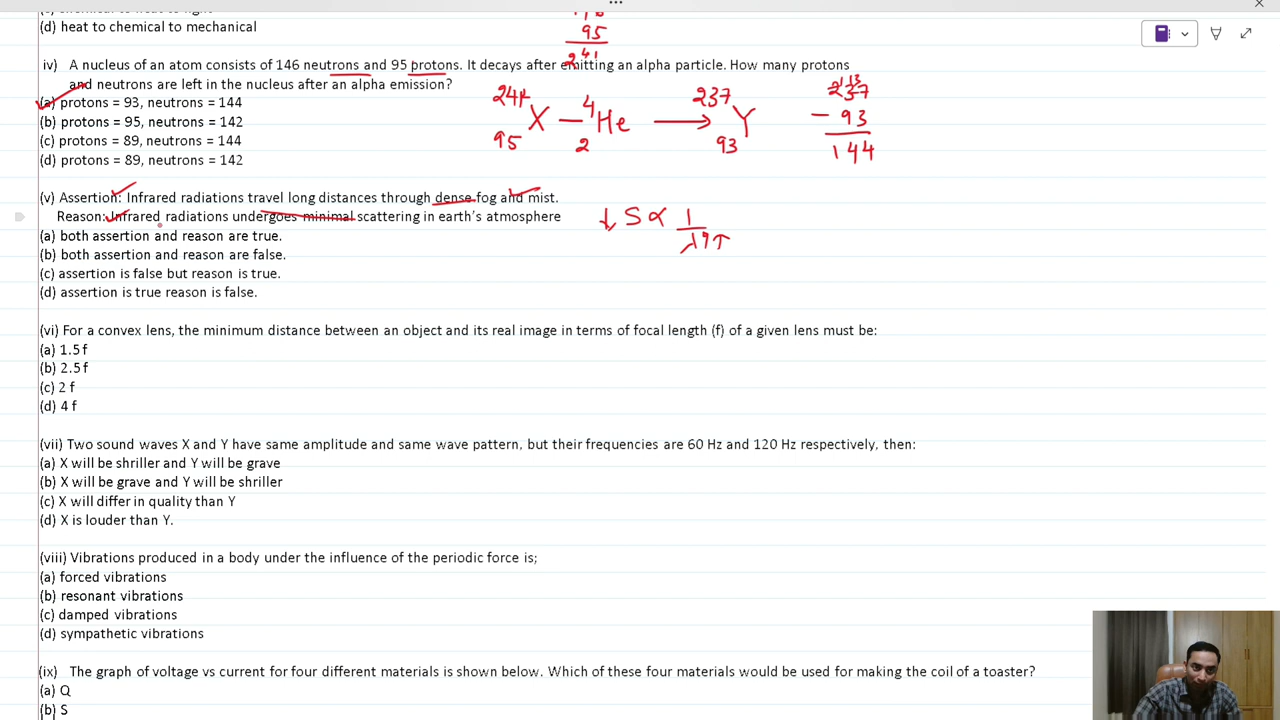 (d) heat to chemical to mechanical
95
241
iv) A nucleus of an atom consists of 146 neutrons and 95 protons. It decays after emitting an alpha particle. How many protons
and neutrons are left in the nucleus after an alpha emission?
(a) protons = 93, neutrons = 144
(b) protons = 95, neutrons = 142
(c) protons = 89, neutrons = 144
(d) protons = 89, neutrons = 142
241 95 X — 4 2 He → 237 93 Y
237
– 93
144
(v) Assertion: Infrared radiations travel long distances through dense fog and mist.
Reason: Infrared radiations undergoes minimal scattering in earth's atmosphere
↓ S ∝ 1
λ4 ↑
(a) both assertion and reason are true.
(b) both assertion and reason are false.
(c) assertion is false but reason is true.
(d) assertion is true reason is false.
(vi) For a convex lens, the minimum distance between an object and its real image in terms of focal length (f) of a given lens must be:
(a) 1.5 f
(b) 2.5 f
(c) 2 f
(d) 4 f
(vii) Two sound waves X and Y have same amplitude and same wave pattern, but their frequencies are 60 Hz and 120 Hz respectively, then:
(a) X will be shriller and Y will be grave
(b) X will be grave and Y will be shriller
(c) X will differ in quality than Y
(d) X is louder than Y.
(viii) Vibrations produced in a body under the influence of the periodic force is;
(a) forced vibrations
(b) resonant vibrations
(c) damped vibrations
(d) sympathetic vibrations
(ix) The graph of voltage vs current for four different materials is shown below. Which of these four materials would be used for making the coil of a toaster?
(a) Q
(b) S